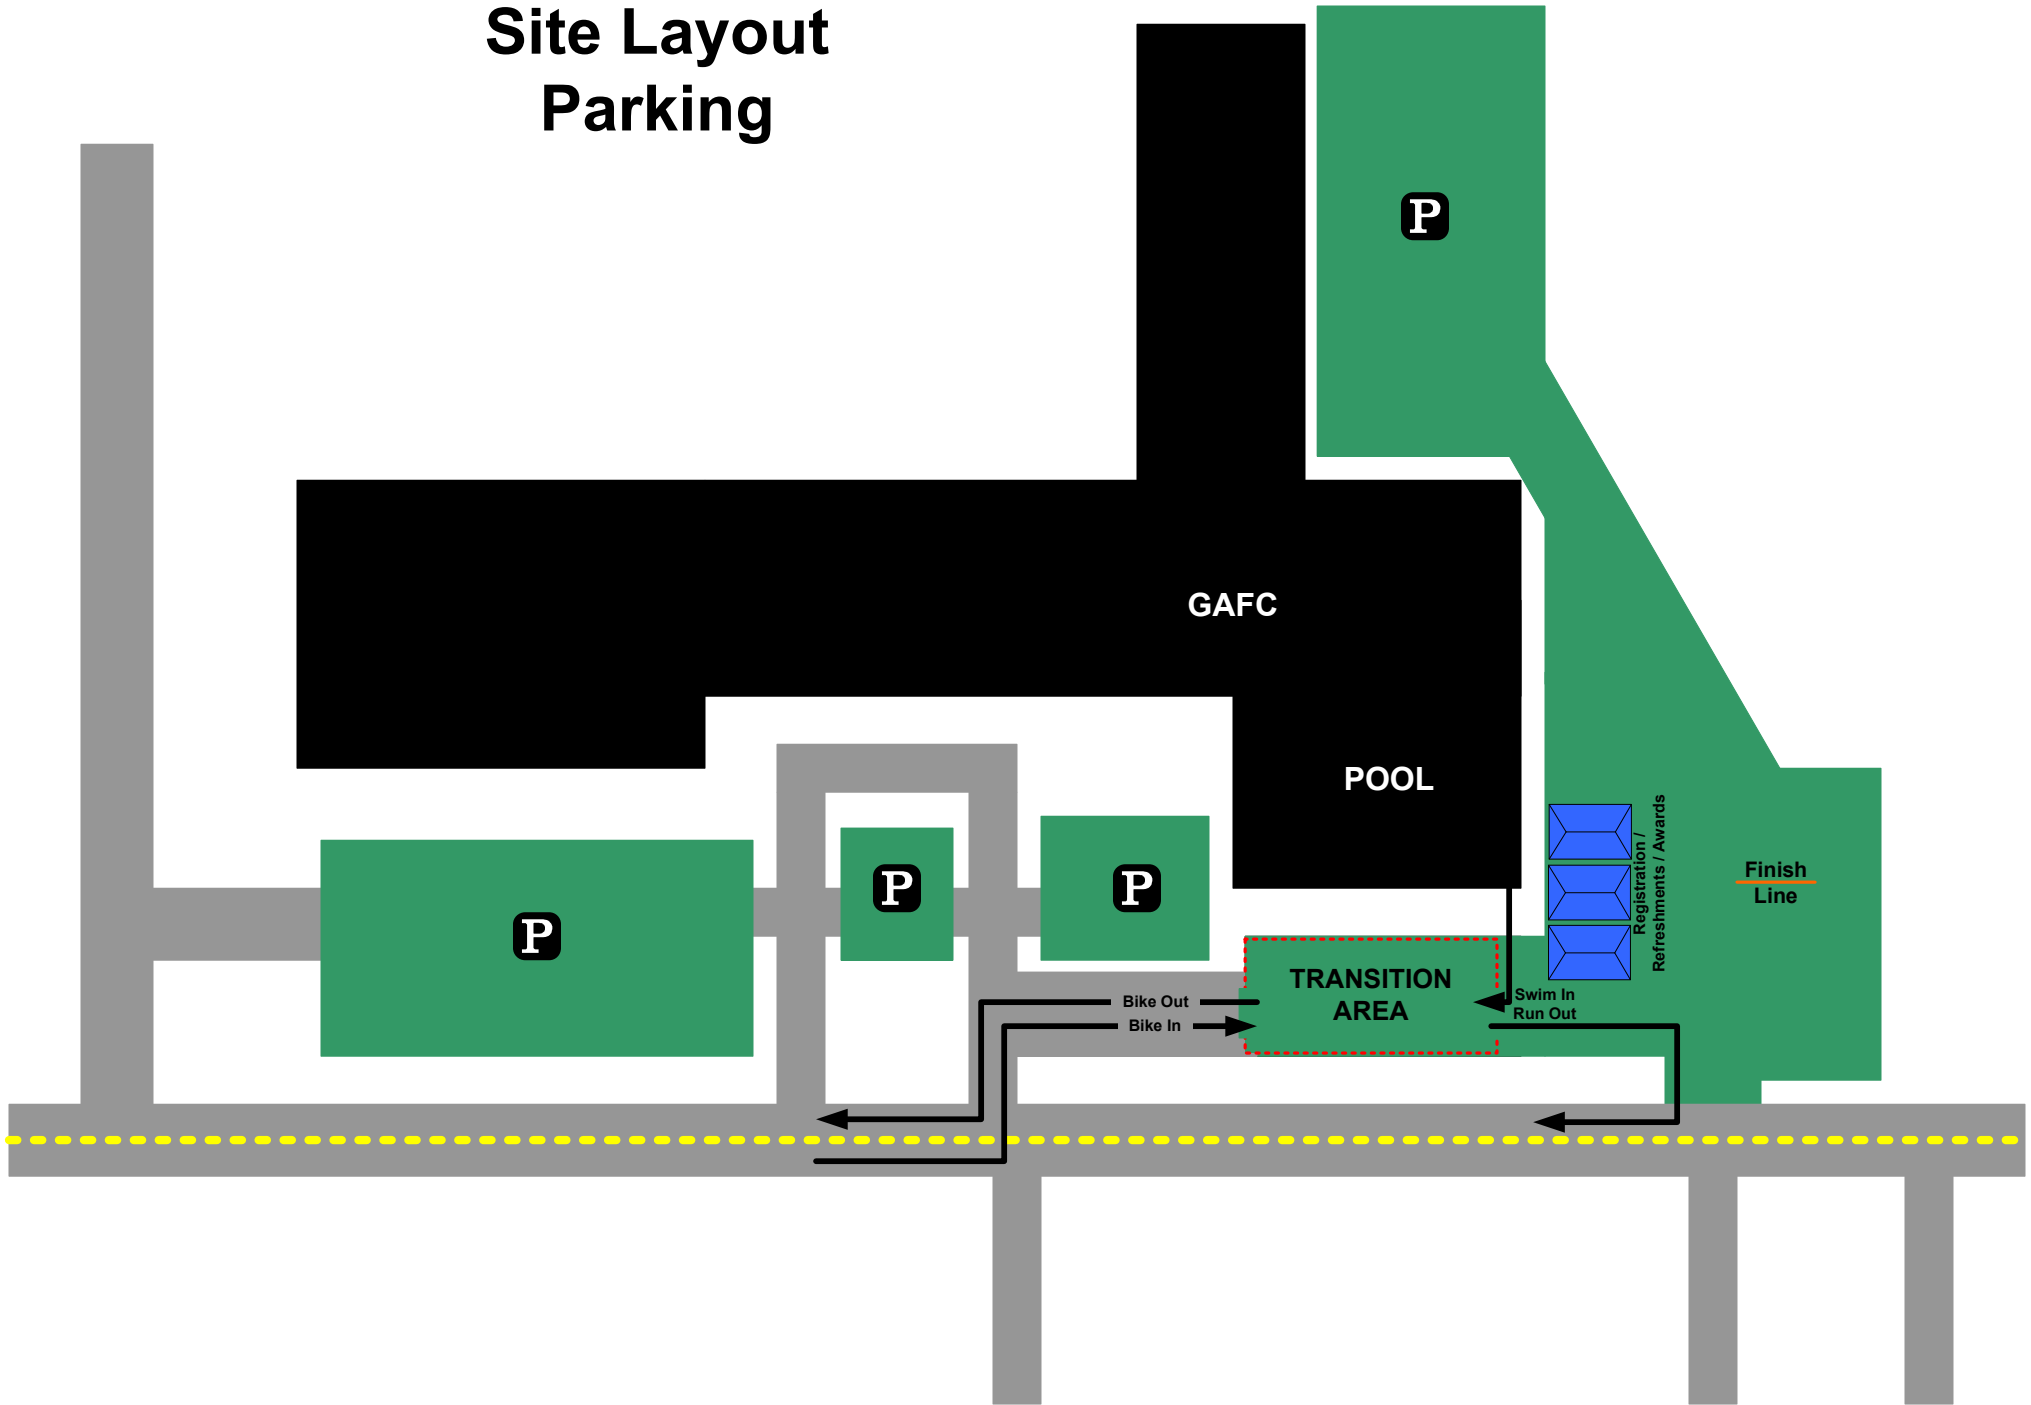 Site Layout
Parking
P
GAFC
POOL
P
P
P
Registration /
Refreshments / Awards
Finish
Line
TRANSITION
AREA
Bike Out
Bike In
Swim In
Run Out